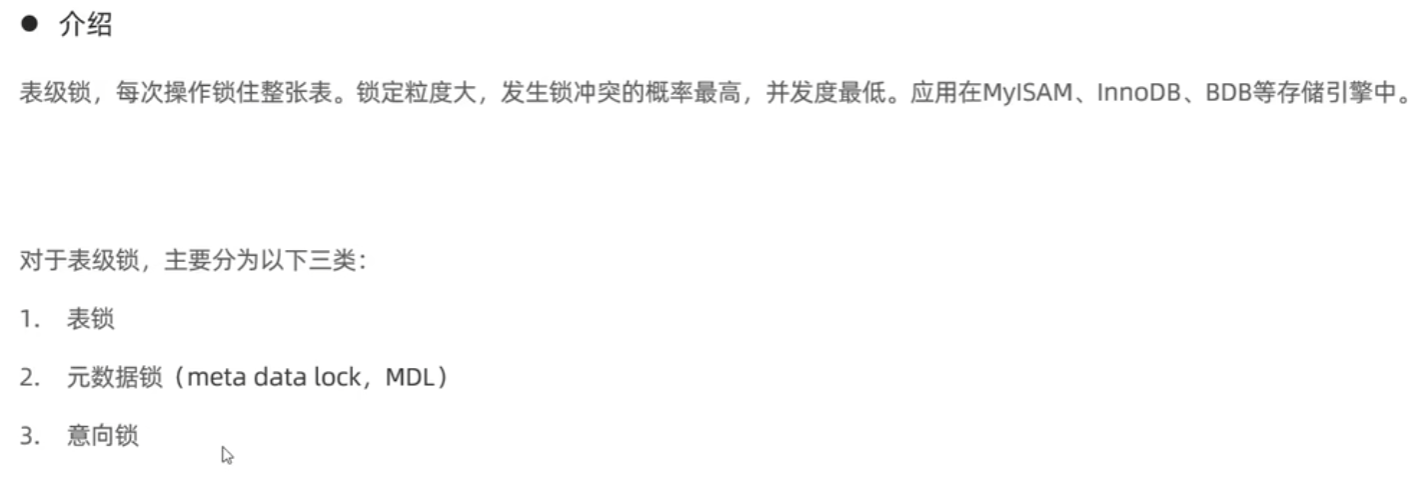 ● 介绍
表级锁，每次操作锁住整张表。锁定粒度大，发生锁冲突的概率最高，并发度最低。应用在MyISAM、InnoDB、BDB等存储引擎中。
对于表级锁，主要分为以下三类：
1. 表锁
2. 元数据锁（meta data lock，MDL）
3. 意向锁